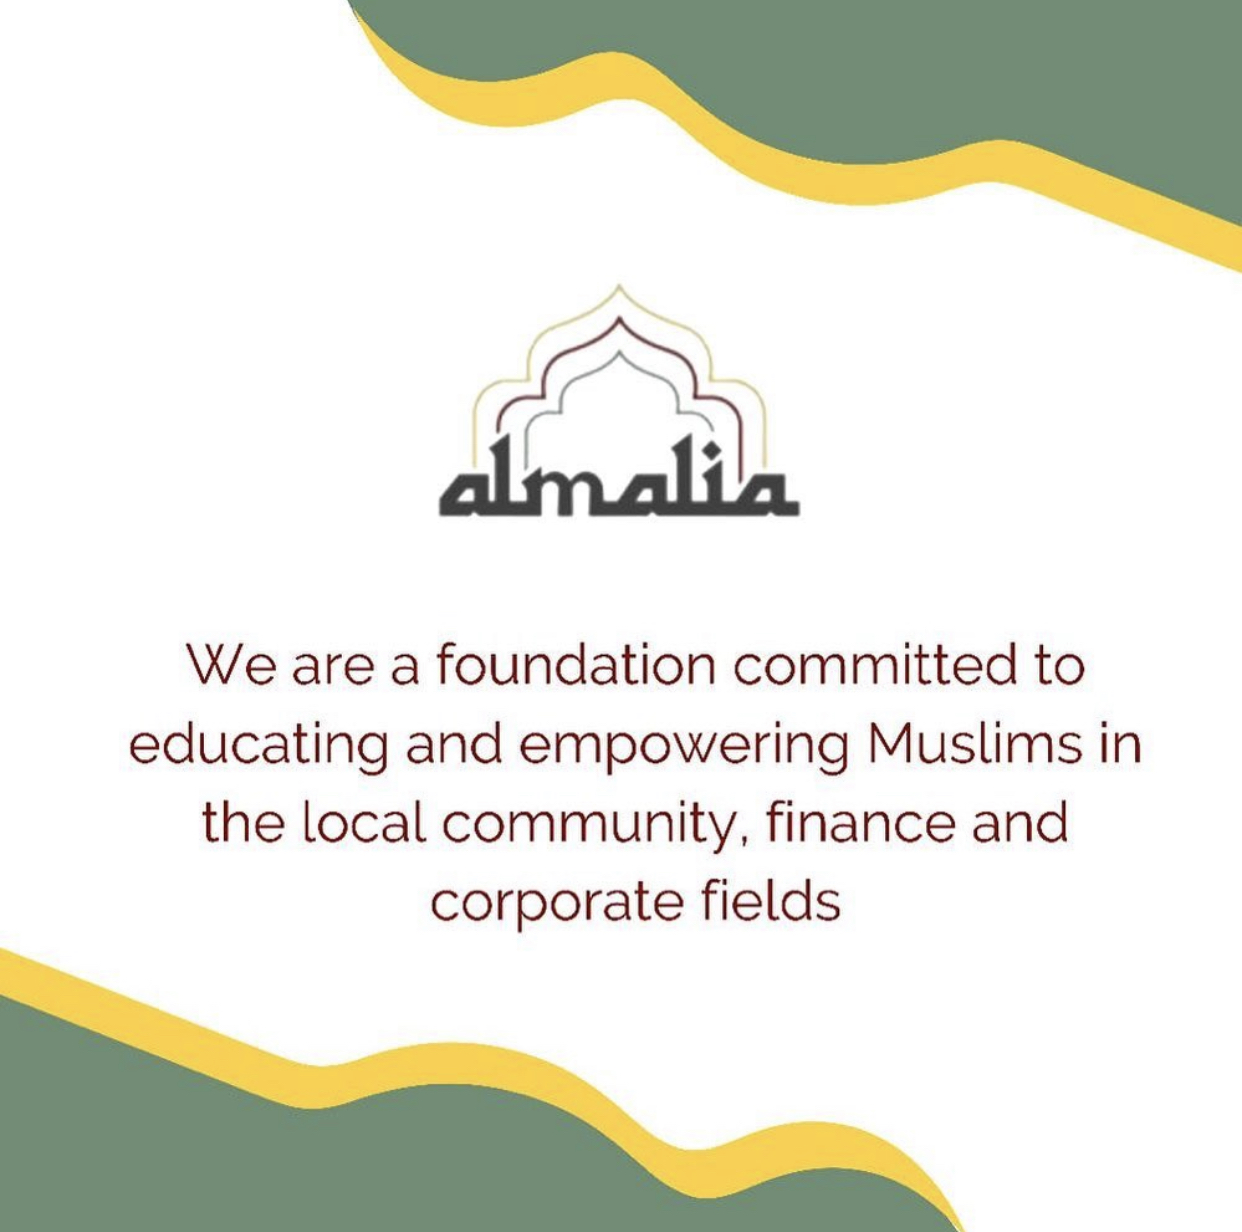 almalia
We are a foundation committed to
educating and empowering Muslims in
the local community, finance and
corporate fields